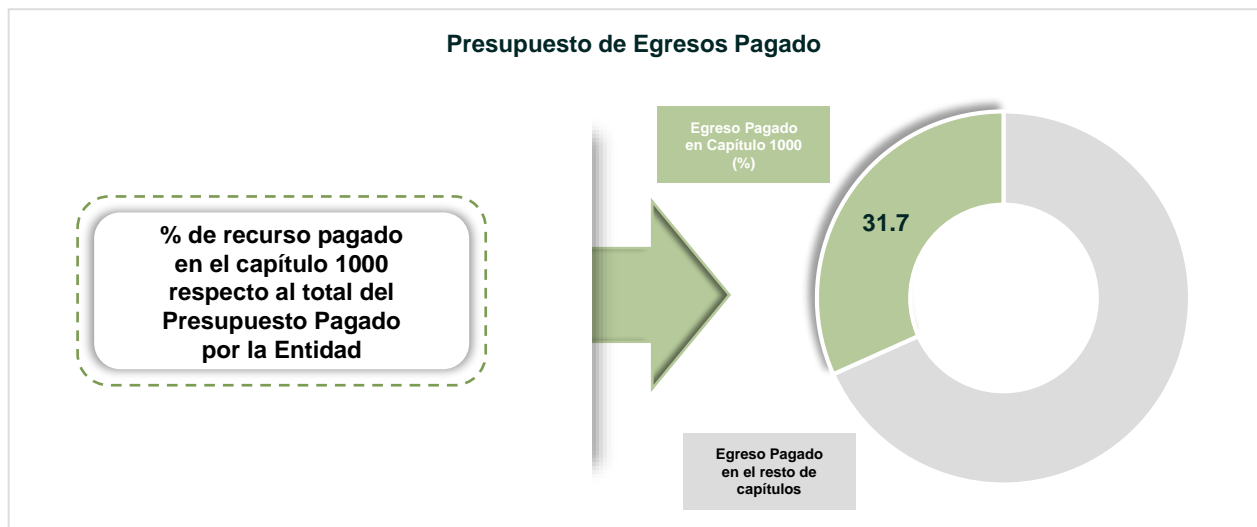 Presupuesto de Egresos Pagado
Egreso Pagado
en Capítulo 1000
(%)
31.7
% de recurso pagado
en el capítulo 1000
respecto al total del
Presupuesto Pagado
por la Entidad
Egreso Pagado
en el resto de
capítulos